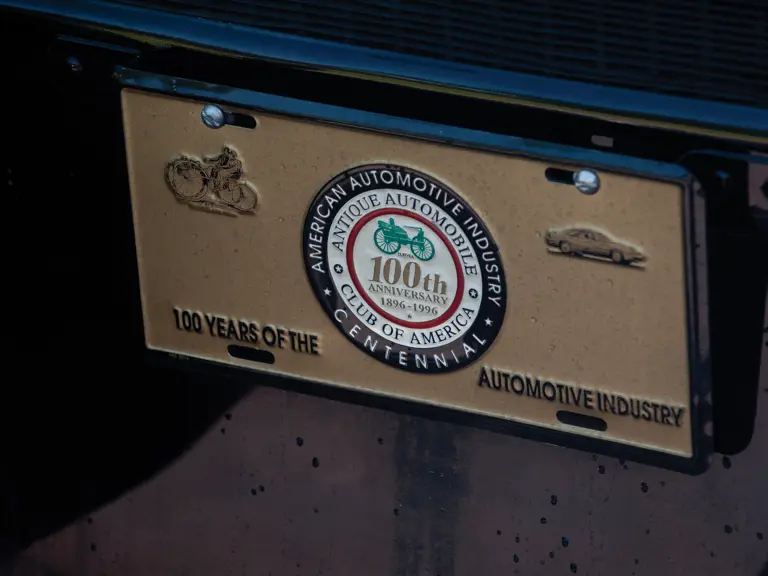 AMERICAN AUTOMOTIVE INDUSTRY
ANTIQUE AUTOMOBILE
100th
ANNIVERSARY
1896-1996
CLUB OF AMERICA
CENTENNIAL
100 YEARS OF THE
AUTOMOTIVE INDUSTRY